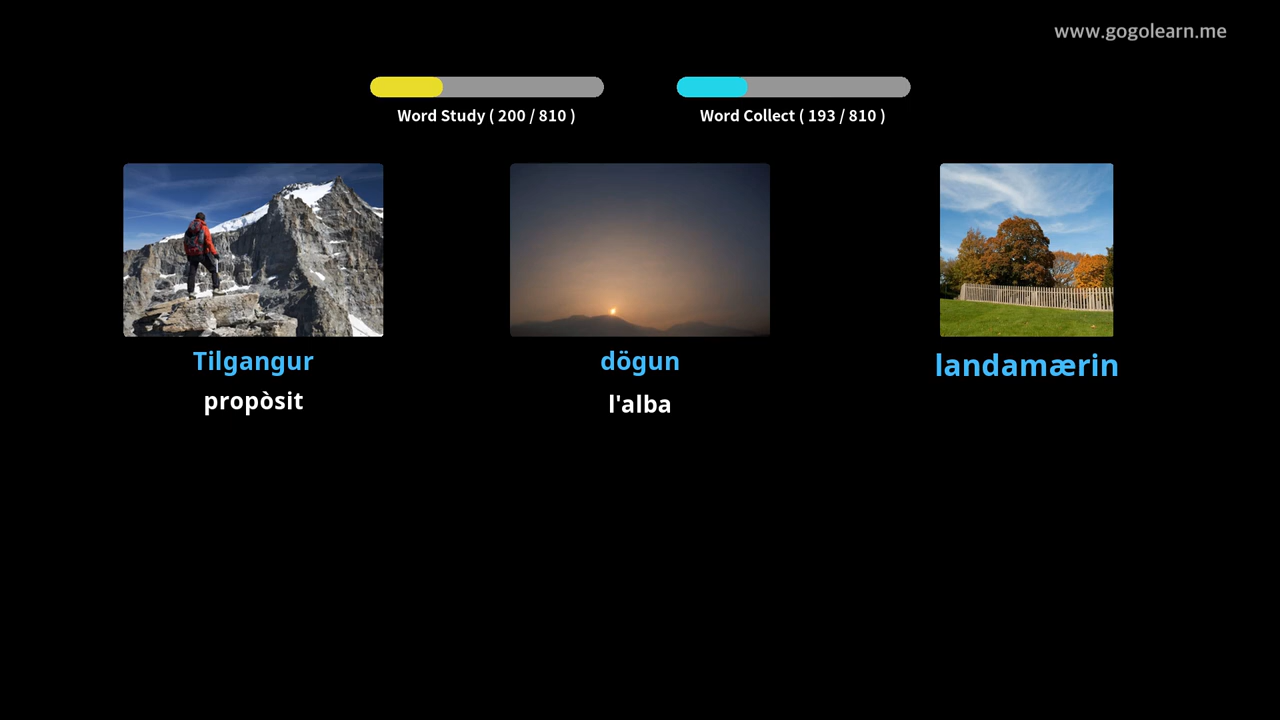 www.gogolearn.me
Word Study ( 200 / 810 )
Word Collect ( 193 / 810 )
Tilgangur
propòsit
dögun
l'alba
landamærin